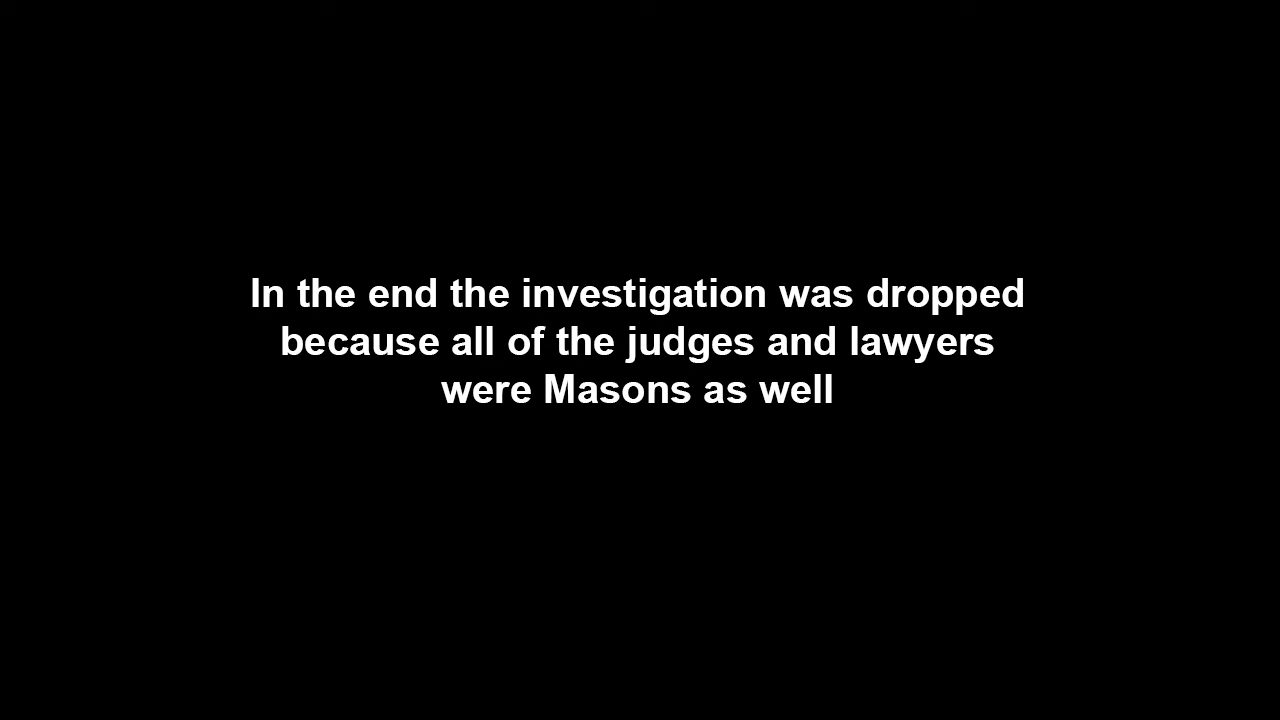 In the end the investigation was dropped
because all of the judges and lawyers
were Masons as well